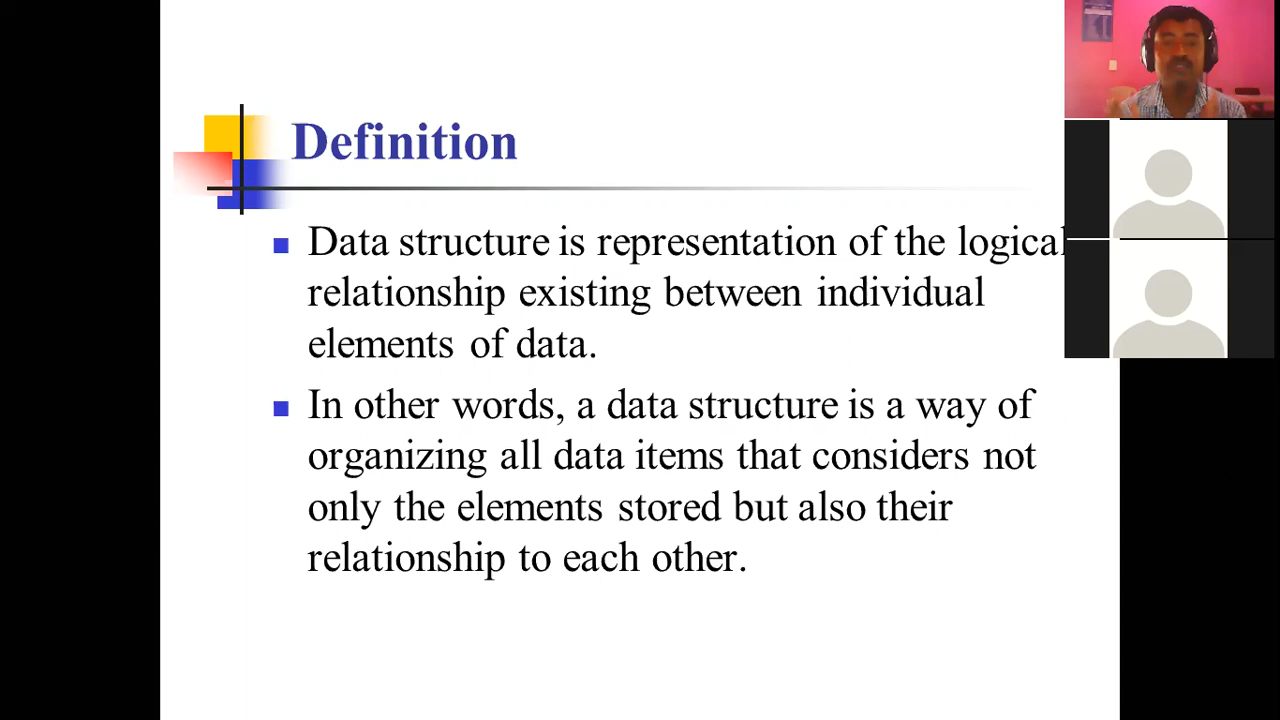 Definition
Data structure is representation of the logical
relationship existing between individual
elements of data.
In other words, a data structure is a way of
organizing all data items that considers not
only the elements stored but also their
relationship to each other.